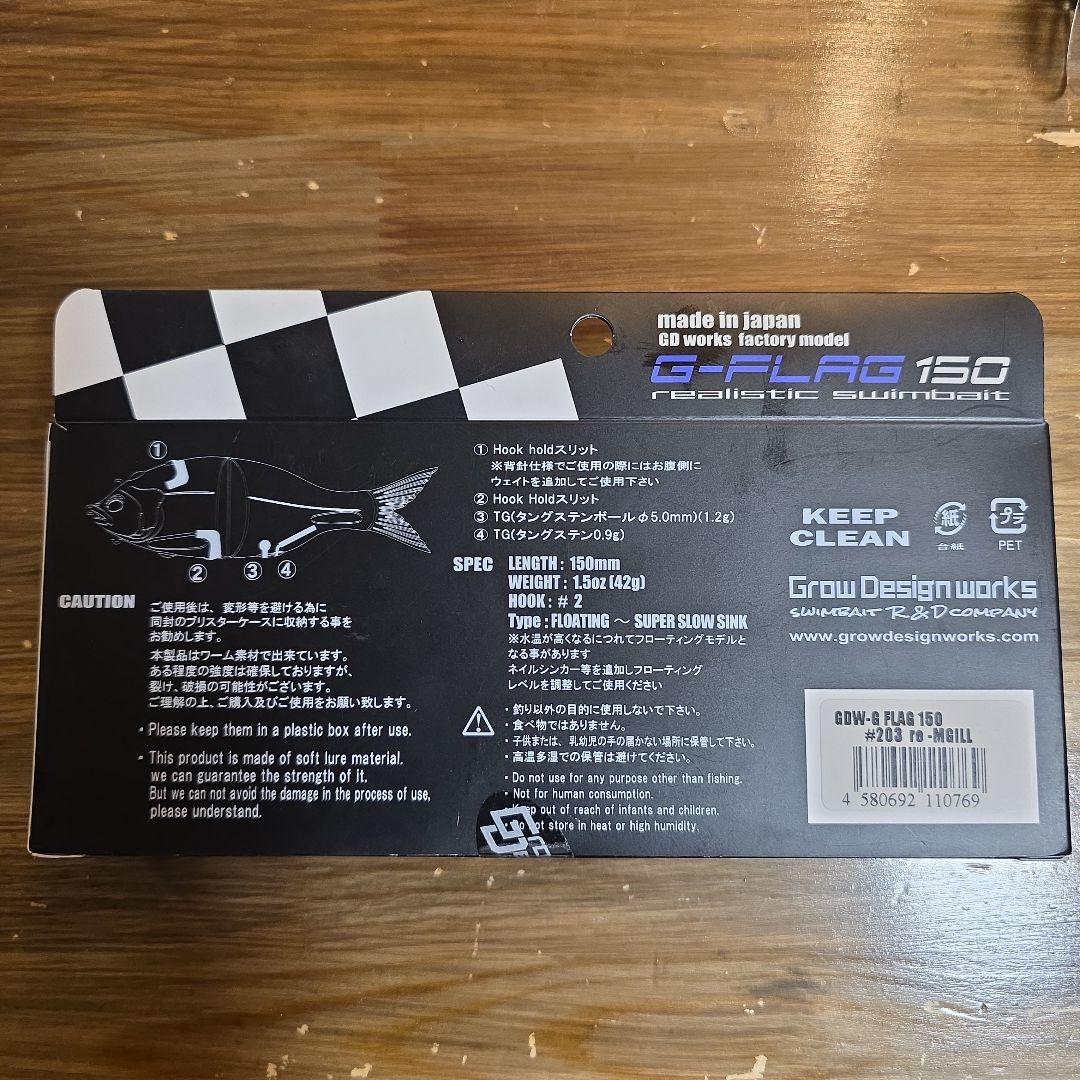 made in japan
GD works factory model
G-FLAG 150
realistic swimbait
①
① Hook holdスリット
※背針仕様でご使用の際にはお腹側に
ウェイトを追加してご使用下さい
② Hook Holdスリット
③ TG(タングステンボールφ5.0mm)(1.2g)
④ TG(タングステン0.9g)
② ③ ④
SPEC LENGTH : 150mm
WEIGHT : 1.5oz (42g)
HOOK : # 2
Type : FLOATING ～ SUPER SLOW SINK
※水温が高くなるにつれてフローティングモデルと
なる事があります
ネイルシンカー等を追加しフローティング
レベルを調整してご使用ください
KEEP
CLEAN
紙
台紙
プラ
PET
Grow Design works
SWIMBAIT R&D COMPANY
www.growdesignworks.com
CAUTION
ご使用後は、変形等を避ける為に
同封のブリスターケースに収納する事を
お勧めします。
本製品はワーム素材で出来ています。
ある程度の強度は確保しておりますが、
裂け、破損の可能性がございます。
ご理解の上、ご購入及びご使用をお願い致します。
・Please keep them in a plastic box after use.
・This product is made of soft lure material.
we can guarantee the strength of it.
But we can not avoid the damage in the process of use,
please understand.
・釣り以外の目的に使用しないで下さい。
・食べ物ではありません。
・子供または、乳幼児の手の届かない場所に保管して下さい。
・高温多湿での保管は避けてください。
・Do not use for any purpose other than fishing.
・Not for human consumption.
out of reach of infants and children.
store in heat or high humidity.
GDW-G FLAG 150
#203 re -MGILL
4 580692 110769